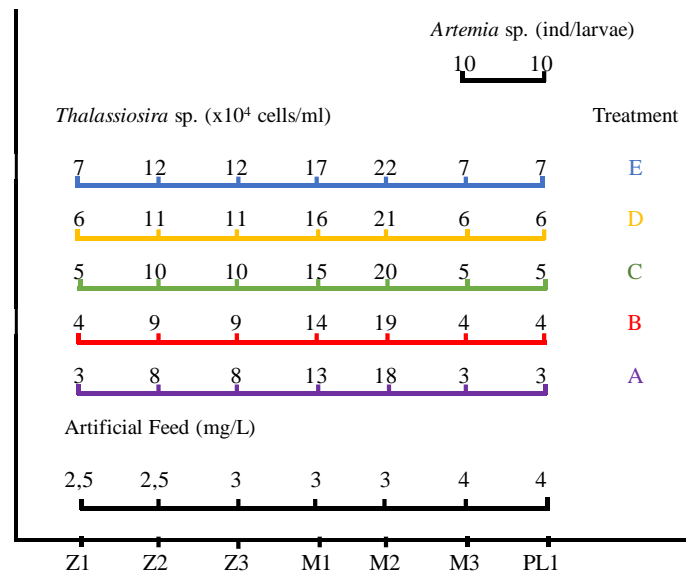 Artemia sp. (ind/larvae)
10 10
Thalassiosira sp. (x10⁴ cells/ml) Treatment
7 12 12 17 22 7 7 E
6 11 11 16 21 6 6 D
5 10 10 15 20 5 5 C
4 9 9 14 19 4 4 B
3 8 8 13 18 3 3 A
Artificial Feed (mg/L)
2,5 2,5 3 3 3 4 4
Z1 Z2 Z3 M1 M2 M3 PL1